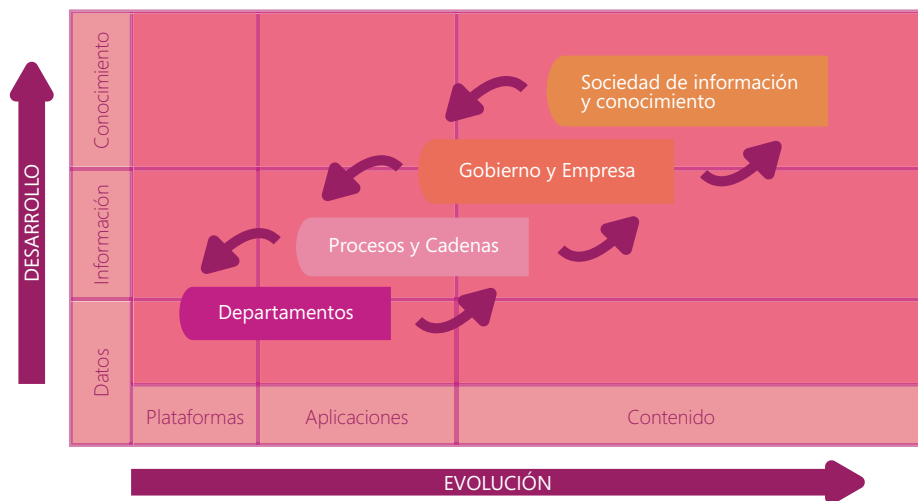 DESARROLLO
Conocimiento
Información
Datos
Sociedad de información
y conocimiento
Gobierno y Empresa
Procesos y Cadenas
Departamentos
Plataformas
Aplicaciones
Contenido
EVOLUCIÓN